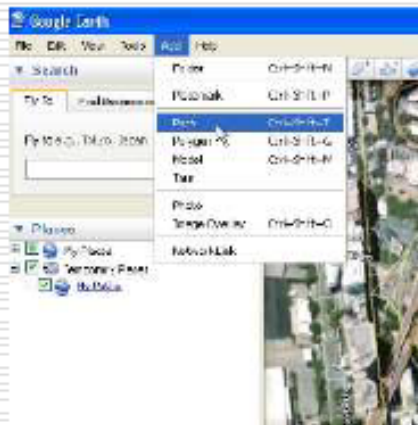 Google Earth
File Edit View Tools Add Help
Search
Fly To
Fly to e.g., Tokyo, Japan
Folder Ctrl-Shift-N
Placemark Ctrl-Shift-P
Path Ctrl-Shift-T
Polygon Ctrl-Shift-G
Model Ctrl-Shift-M
Tour
Photo
Image Overlay Ctrl-Shift-O
Network Link
Places
My Places
Temporary Places